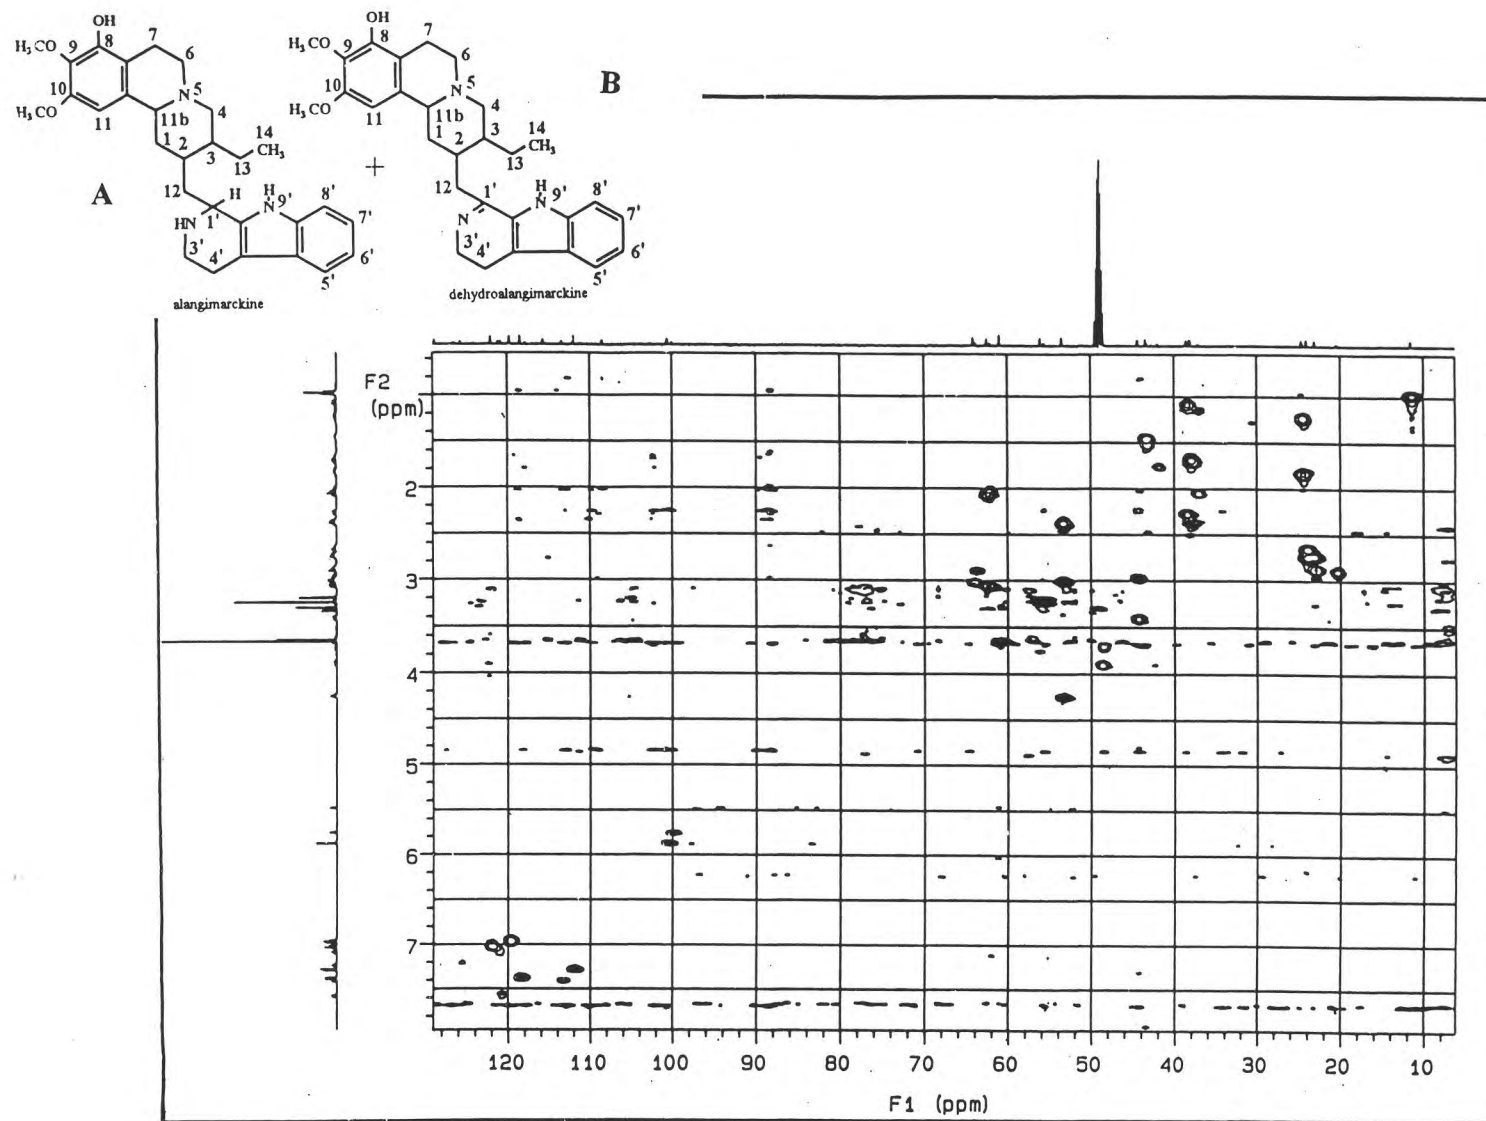 OH
H₃CO 9 8 7 6
10 5
H₃CO N
11 11b 4
1 2 3 14
CH₃
13
12 H
H
N 9' 8'
HN 1' 7'
3' 4' 6'
5'
A
alangimarckine
+
OH
H₃CO 9 8 7 6
10 5
H₃CO N
11 11b 4
1 2 3 14
CH₃
13
12 1' H
N 9' 8'
N 7'
3' 4' 6'
5'
B
dehydroalangimarckine
F2
(ppm)
2
3
4
5
6
7
120 110 100 90 80 70 60 50 40 30 20 10
F1 (ppm)